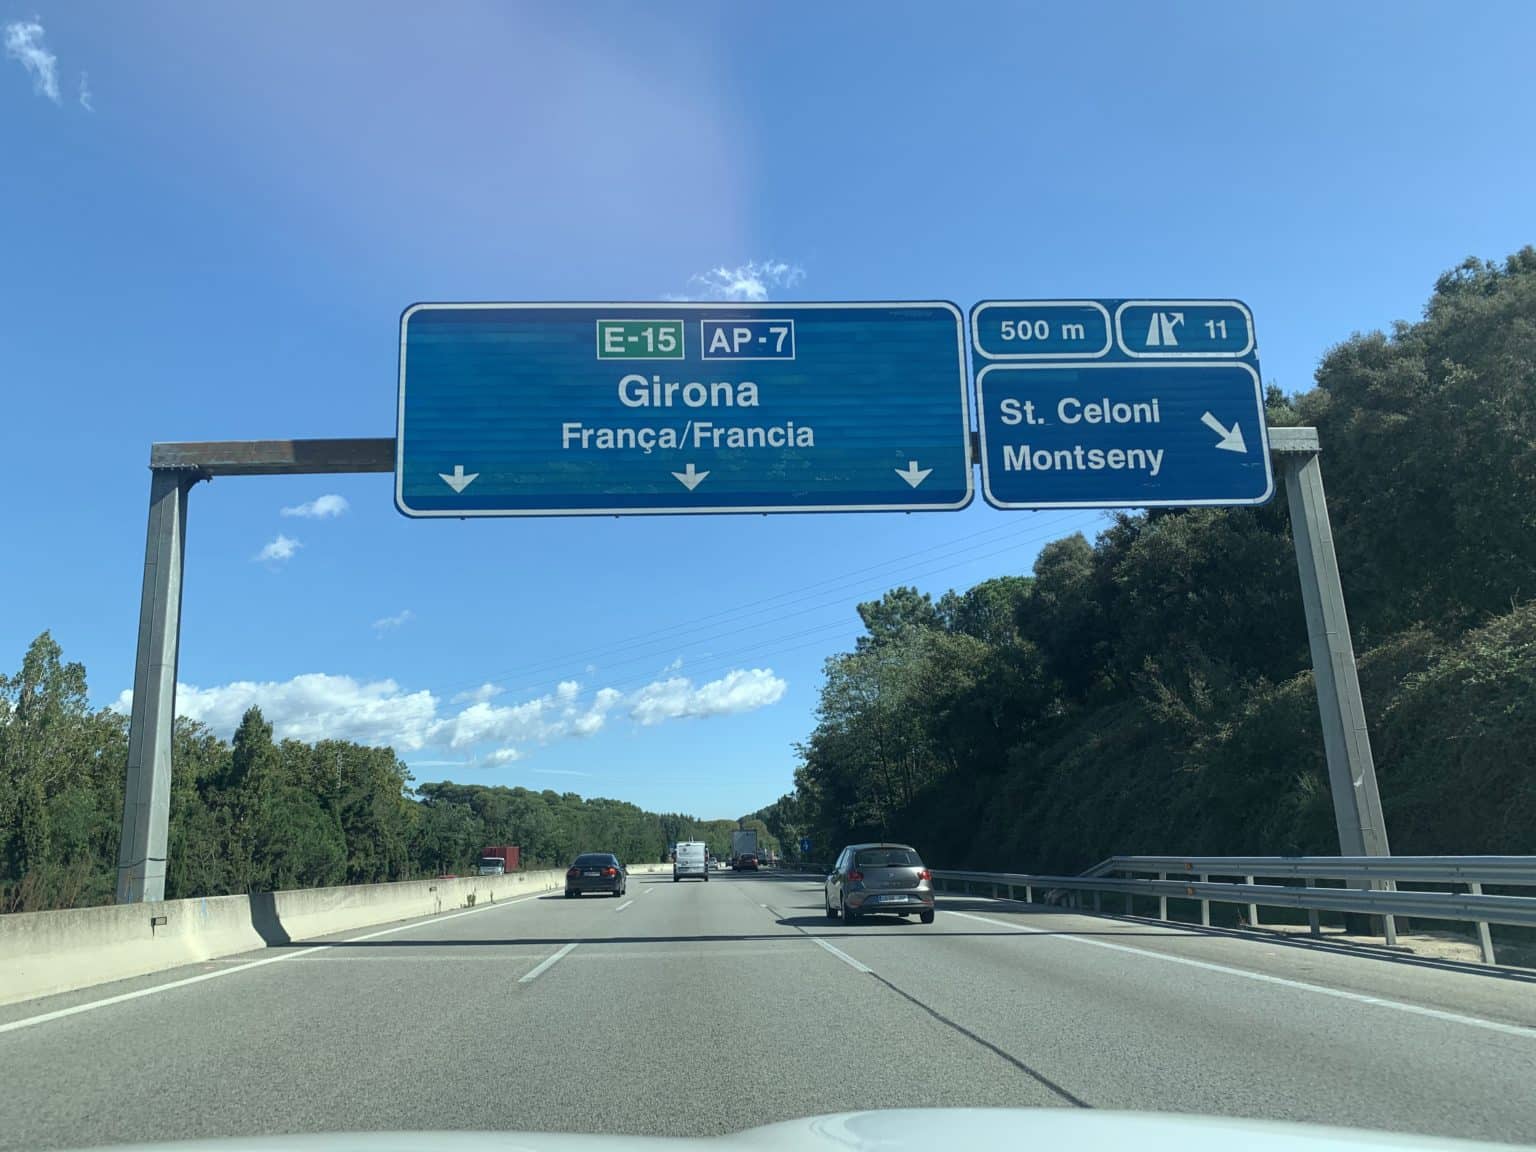 E-15 AP-7
Girona
França/Francia
500 m
11
St. Celoni
Montseny